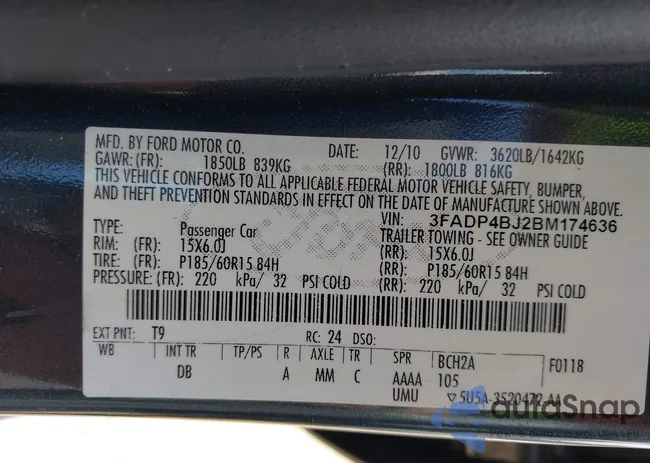 MFD. BY FORD MOTOR CO.
DATE: 12/10 GVWR: 3620LB/1642KG
GAWR: (FR): 1850LB 839KG (RR): 1800LB 816KG
THIS VEHICLE CONFORMS TO ALL APPLICABLE FEDERAL MOTOR VEHICLE SAFETY, BUMPER,
AND THEFT PREVENTION STANDARDS IN EFFECT ON THE DATE OF MANUFACTURE SHOWN ABOVE.
VIN: 3FADP4BJ2BM174636
TYPE: Passenger Car TRAILER TOWING - SEE OWNER GUIDE
RIM: (FR): 15X6.0J (RR): 15X6.0J
TIRE: (FR): P185/60R15 84H (RR): P185/60R15 84H
PRESSURE: (FR): 220 kPa/ 32 PSI COLD (RR): 220 kPa/ 32 PSI COLD
EXT PNT: T9 RC: 24 DSO:
WB INT TR TP/PS R AXLE TR SPR BCH2A F0118
DB A MM C AAAA 105
UMU ▽5U5A-3520472-AA
autoSnap